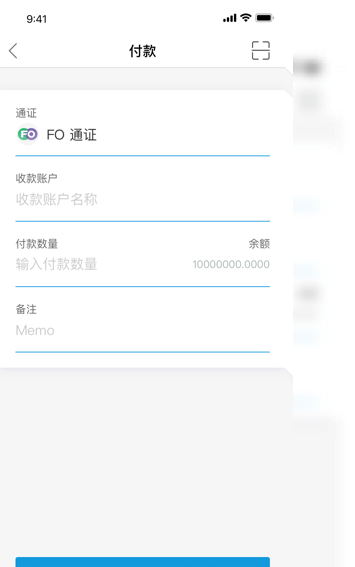 9:41
付款
通证
FO FO 通证
收款账户
收款账户名称
付款数量 余额
输入付款数量 10000000.0000
备注
Memo